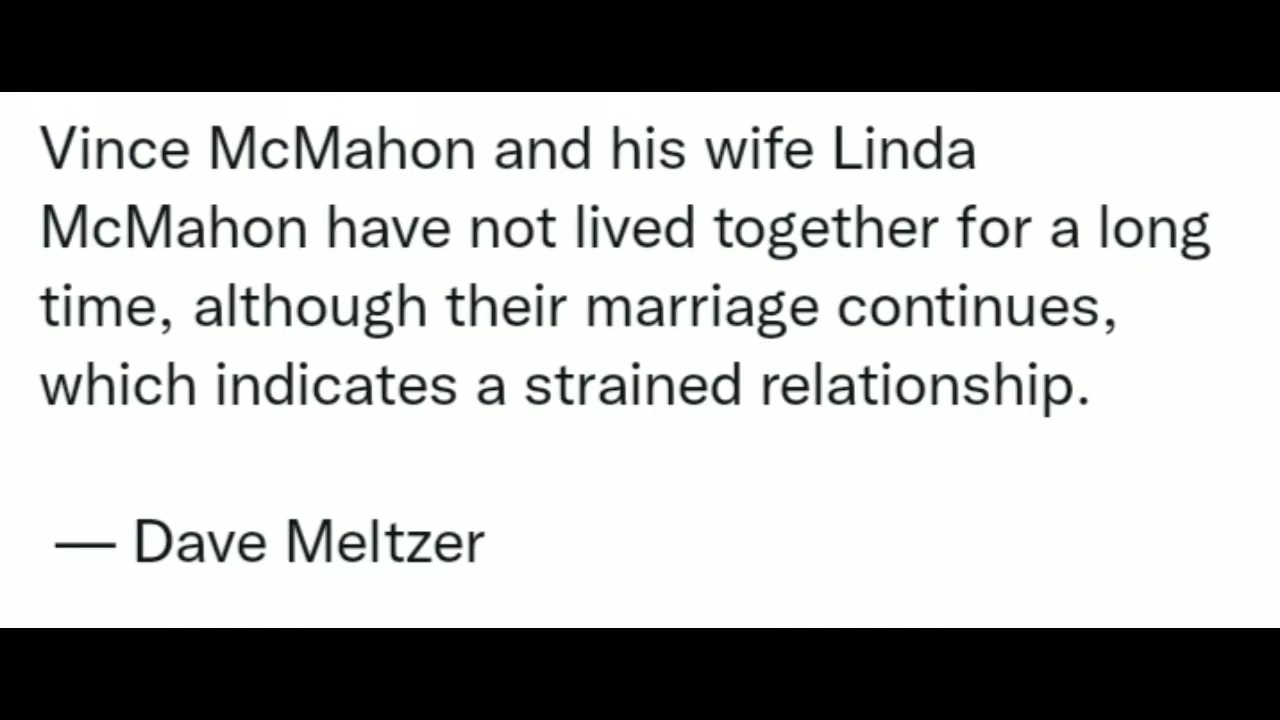 Vince McMahon and his wife Linda
McMahon have not lived together for a long
time, although their marriage continues,
which indicates a strained relationship.
— Dave Meltzer